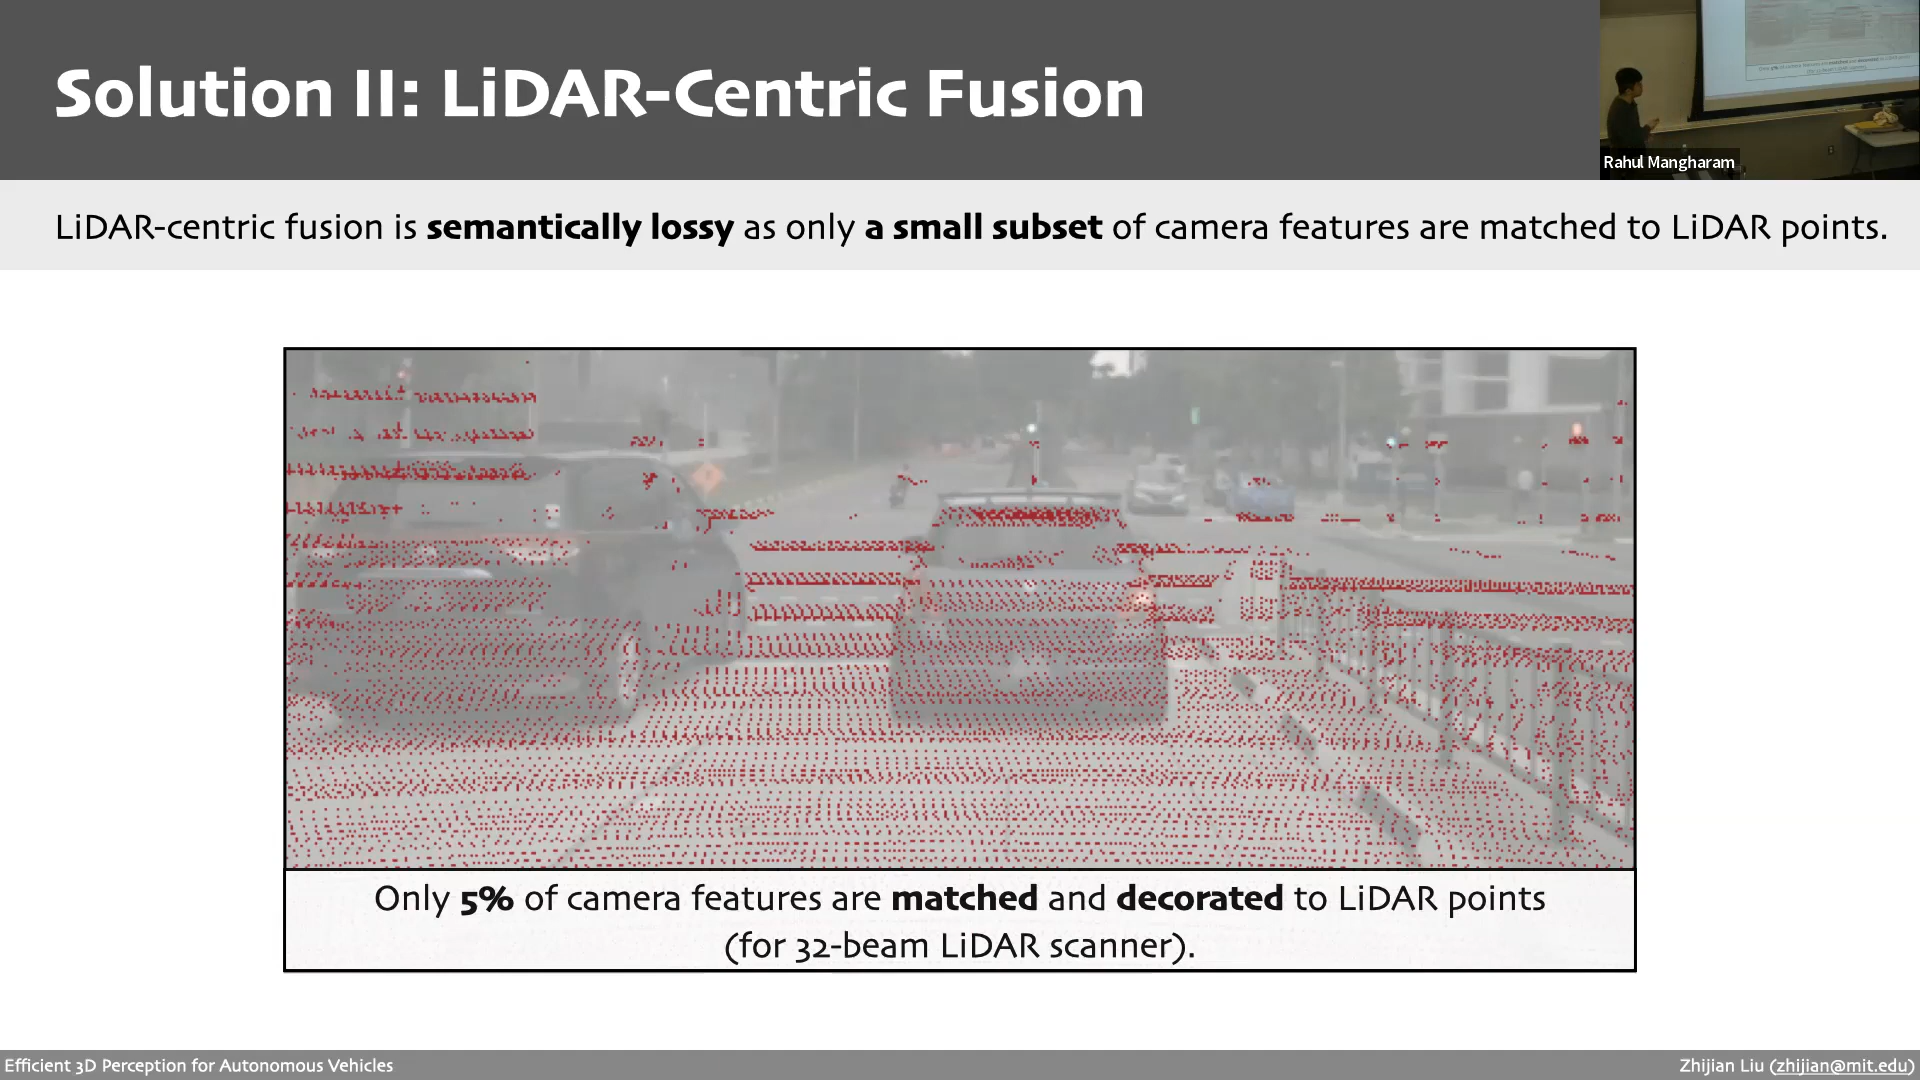 Solution II: LiDAR-Centric Fusion
Rahul Mangharam
LiDAR-centric fusion is semantically lossy as only a small subset of camera features are matched to LiDAR points.
Only 5% of camera features are matched and decorated to LiDAR points
(for 32-beam LiDAR scanner).
Efficient 3D Perception for Autonomous Vehicles
Zhijian Liu (zhijian@mit.edu)